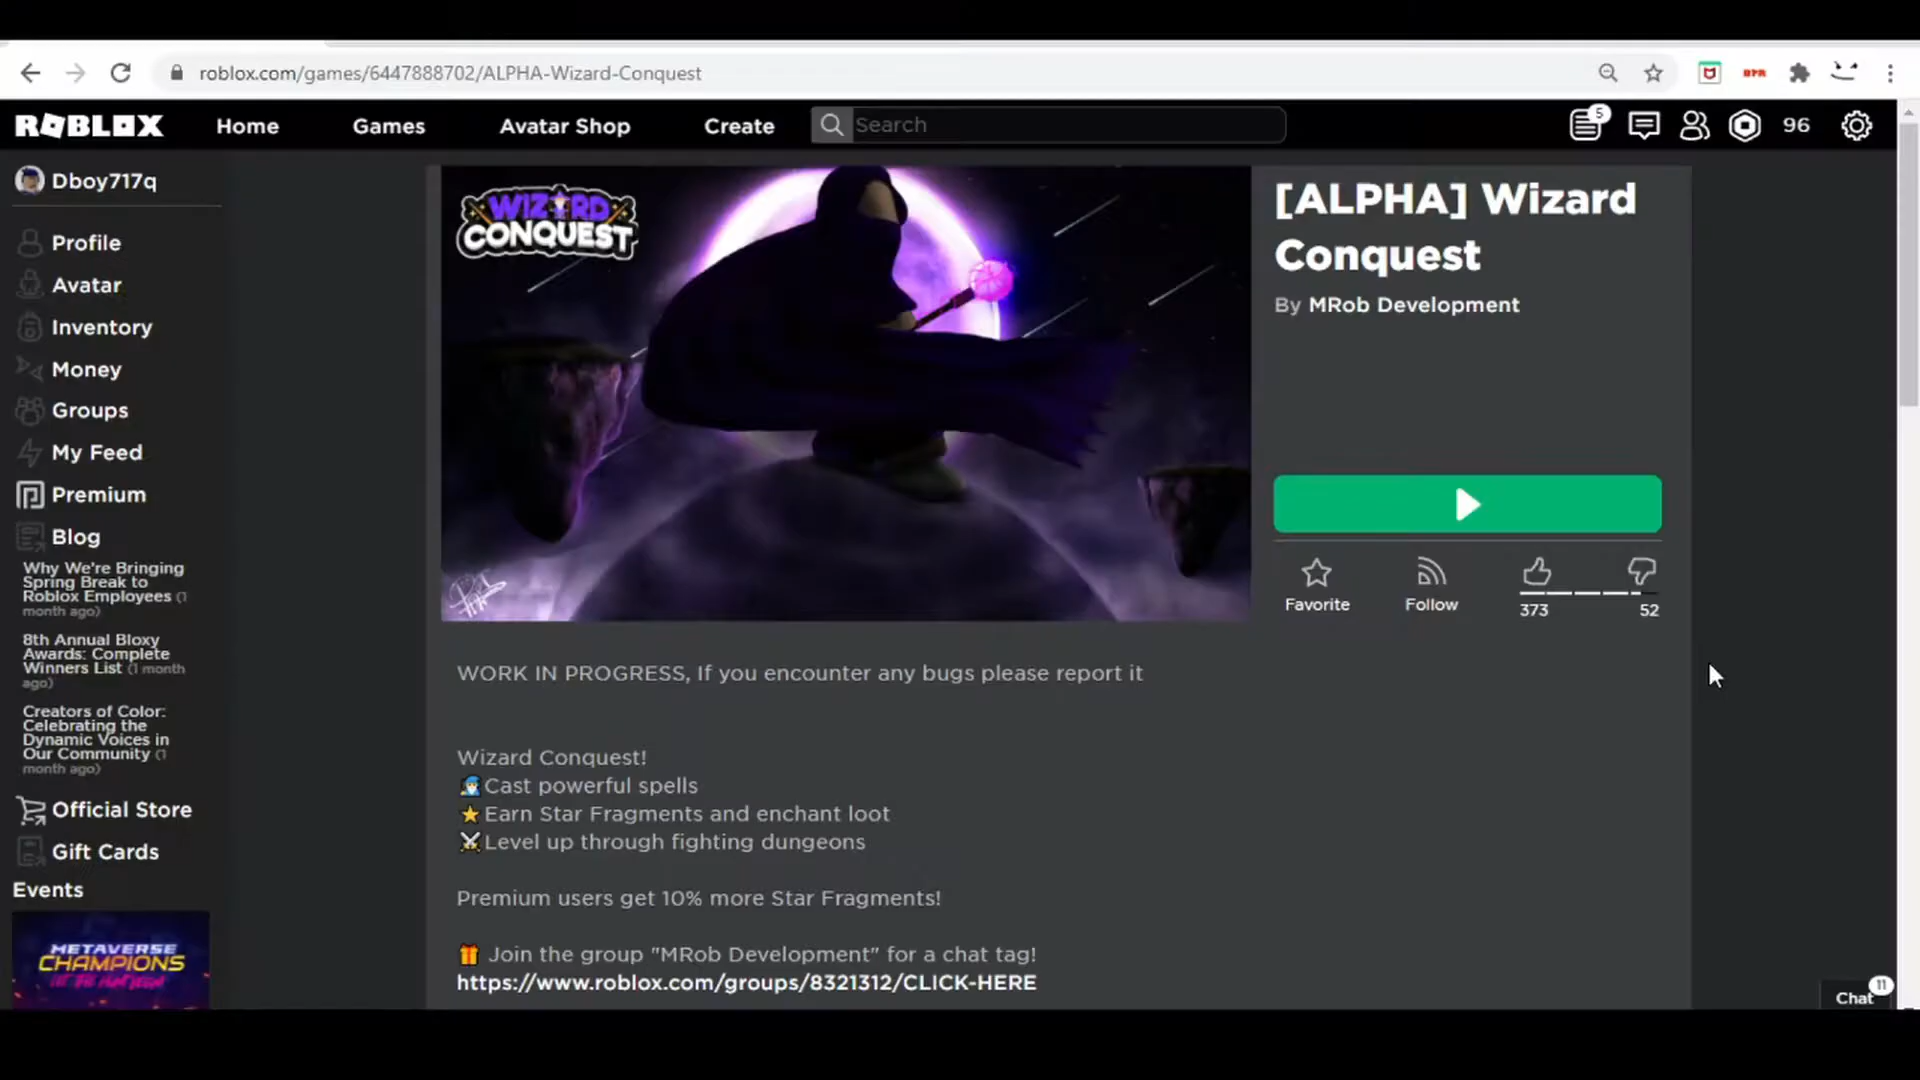 roblox.com/games/6447888702/ALPHA-Wizard-Conquest
ROBLOX
Home
Games
Avatar Shop
Create
Search
5
96
Dboy717q
Profile
Avatar
Inventory
Money
Groups
My Feed
Premium
Blog
Why We're Bringing
Spring Break to
Roblox Employees (1
month ago)
8th Annual Bloxy
Awards: Complete
Winners List (1 month
ago)
Creators of Color:
Celebrating the
Dynamic Voices in
Our Community (1
month ago)
Official Store
Gift Cards
Events
METAVERSE
CHAMPIONS
WIZARD
CONQUEST
[ALPHA] Wizard
Conquest
By MRob Development
Favorite
Follow
373
52
WORK IN PROGRESS, If you encounter any bugs please report it
Wizard Conquest!
Cast powerful spells
Earn Star Fragments and enchant loot
Level up through fighting dungeons
Premium users get 10% more Star Fragments!
Join the group "MRob Development" for a chat tag!
https://www.roblox.com/groups/8321312/CLICK-HERE
Chat
11